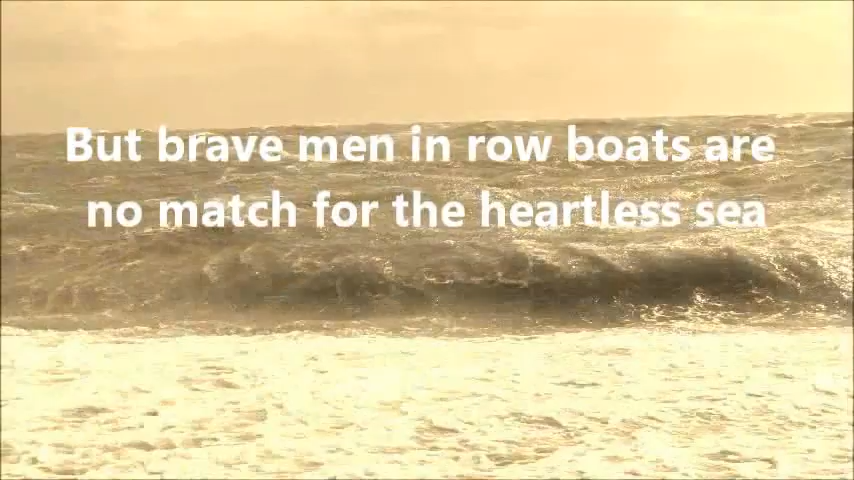 But brave men in row boats are
no match for the heartless sea